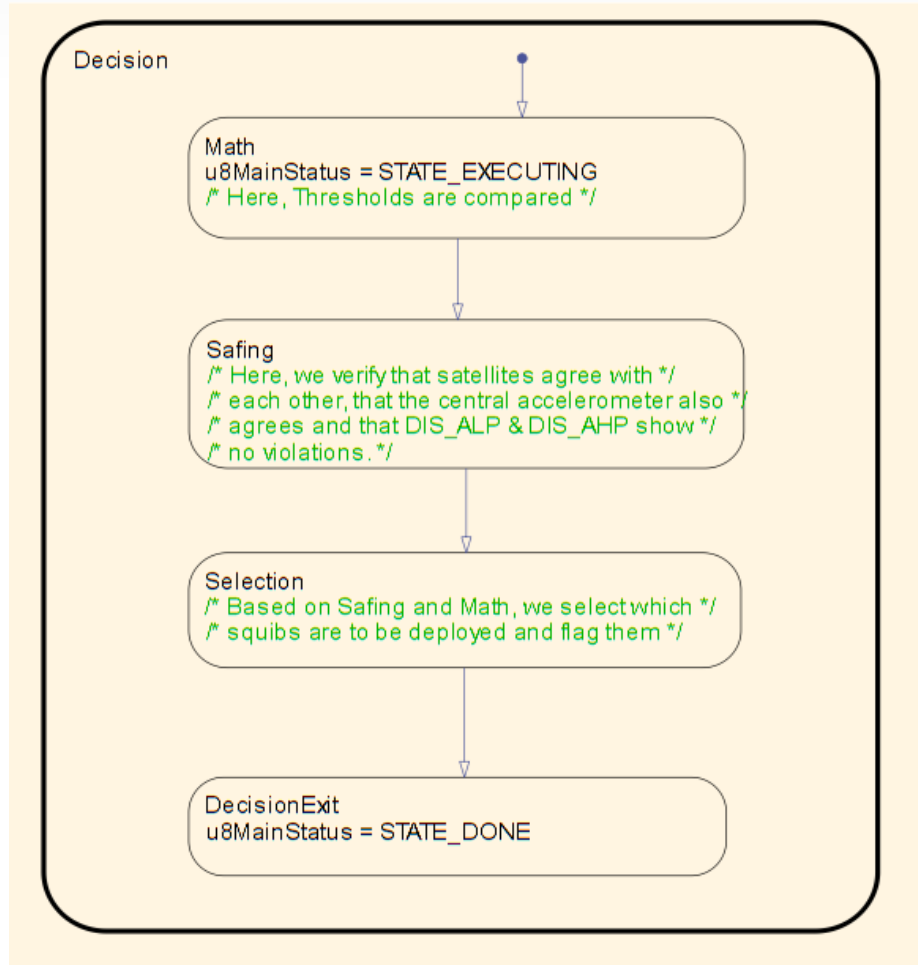 Decision
Math
u8MainStatus = STATE_EXECUTING
/* Here, Thresholds are compared */
Safing
/* Here, we verify that satellites agree with */
/* each other, that the central accelerometer also */
/* agrees and that DIS_ALP & DIS_AHP show */
/* no violations. */
Selection
/* Based on Safing and Math, we select which */
/* squibs are to be deployed and flag them */
DecisionExit
u8MainStatus = STATE_DONE